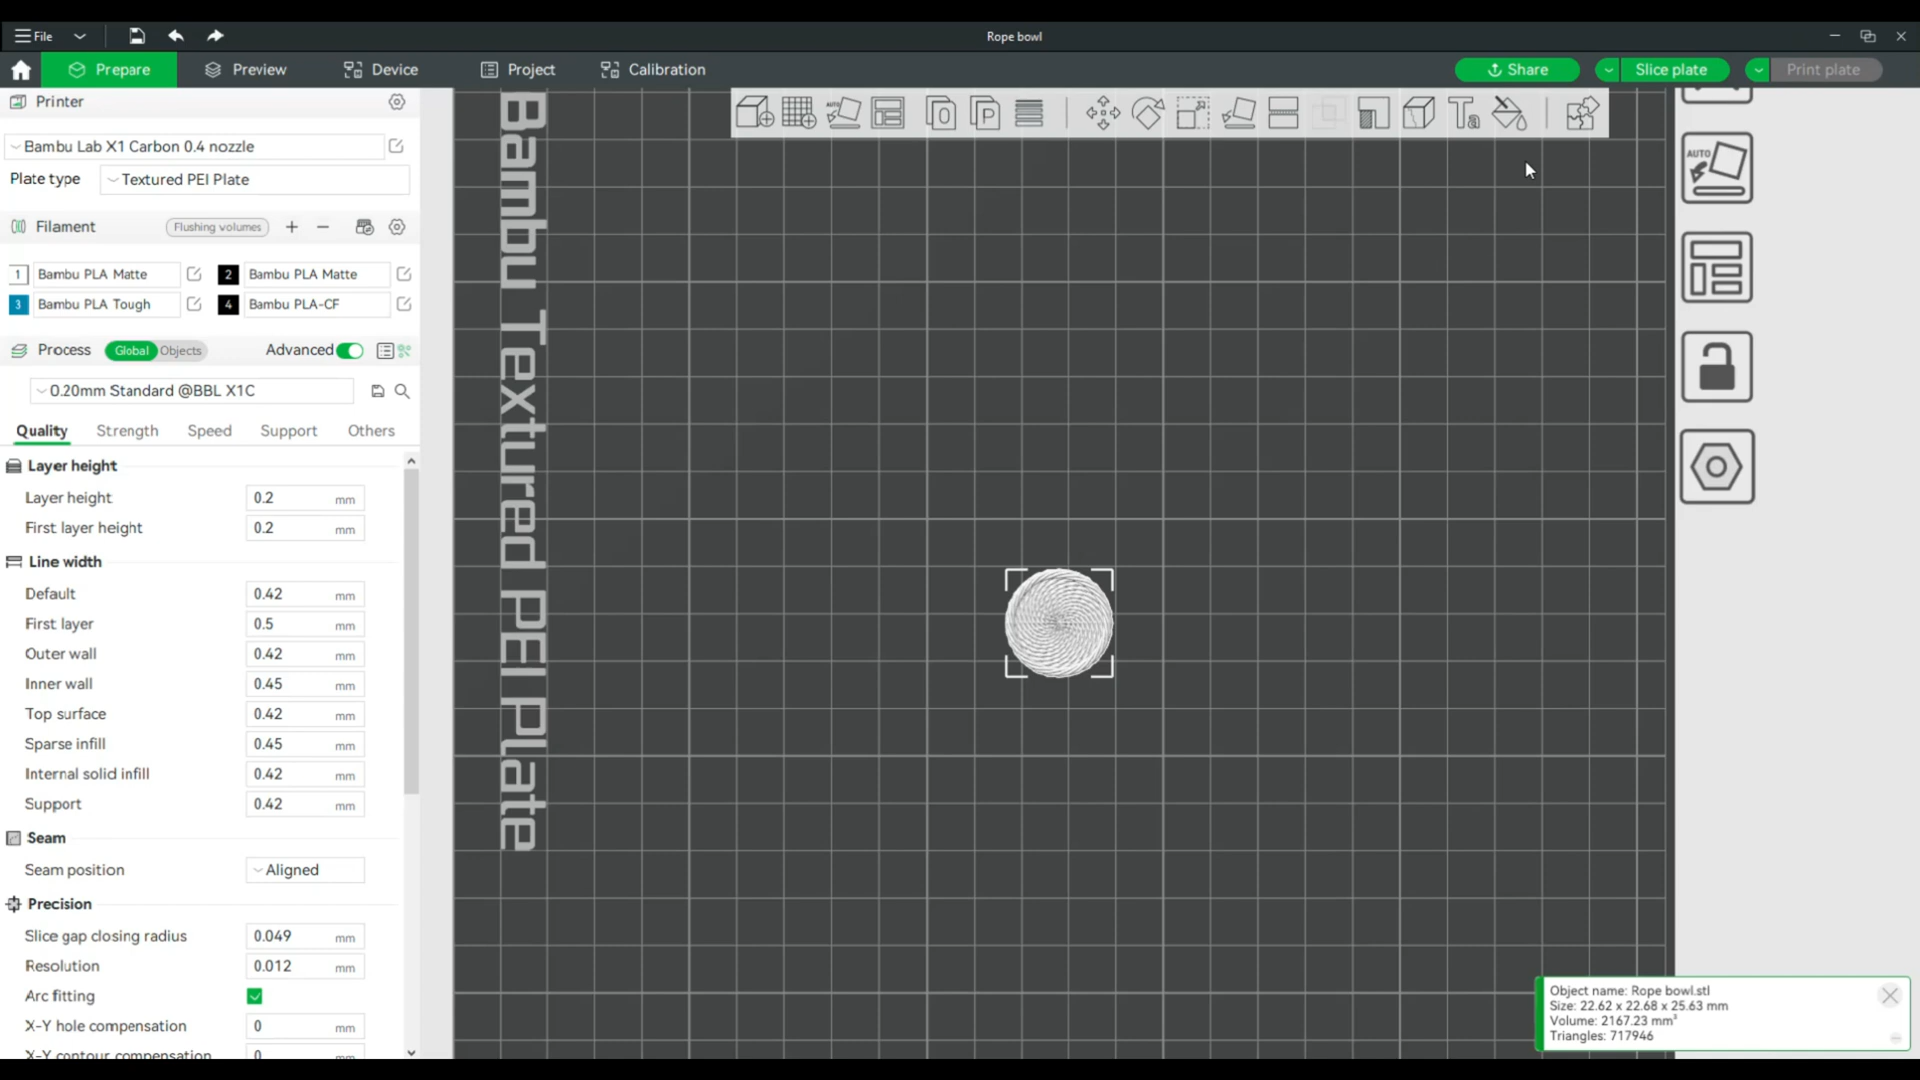 File
Rope bowl
Prepare
Preview
Device
Project
Calibration
Share
Slice plate
Print plate
Printer
Bambu Lab X1 Carbon 0.4 nozzle
Plate type
Textured PEI Plate
Filament
Flushing volumes
1 Bambu PLA Matte
2 Bambu PLA Matte
3 Bambu PLA Tough
4 Bambu PLA-CF
Process
Global
Objects
Advanced
0.20mm Standard @BBL X1C
Quality
Strength
Speed
Support
Others
Layer height
Layer height 0.2 mm
First layer height 0.2 mm
Line width
Default 0.42 mm
First layer 0.5 mm
Outer wall 0.42 mm
Inner wall 0.45 mm
Top surface 0.42 mm
Sparse infill 0.45 mm
Internal solid infill 0.42 mm
Support 0.42 mm
Seam
Seam position Aligned
Precision
Slice gap closing radius 0.049 mm
Resolution 0.012 mm
Arc fitting
X-Y hole compensation 0 mm
X-Y contour compensation 0 mm
Bambu Textured PEI Plate
AUTO
AUTO
Object name: Rope bowl.stl
Size: 22.62 x 22.68 x 25.63 mm
Volume: 2167.23 mm³
Triangles: 717946